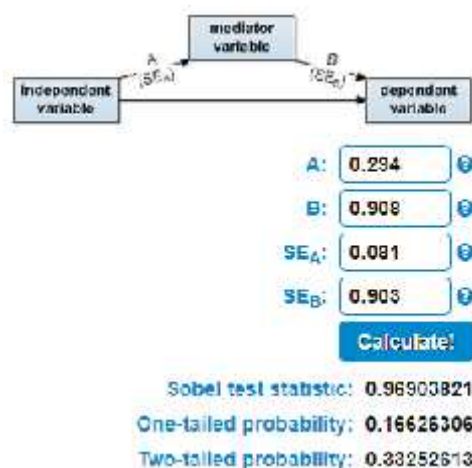 mediator
variable
A
(SEA)
B
(SEB)
independent
variable
dependent
variable
A: 0.294
B: 0.908
SEA: 0.081
SEB: 0.903
Calculate!
Sobel test statistic: 0.96903821
One-tailed probability: 0.16626306
Two-tailed probability: 0.33252613